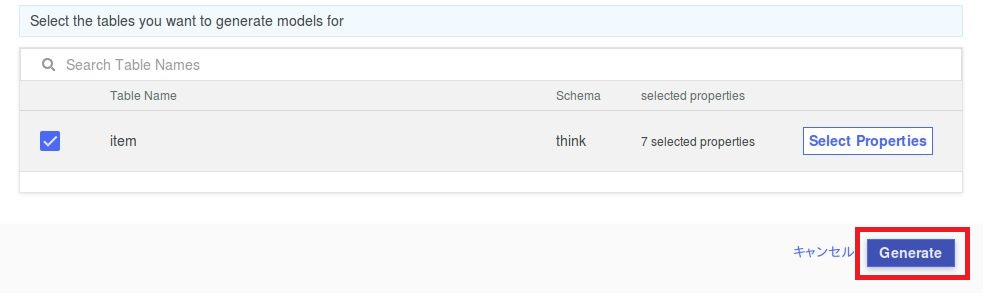 Select the tables you want to generate models for
Search Table Names
Table Name Schema selected properties
item think 7 selected properties Select Properties
キャンセル Generate